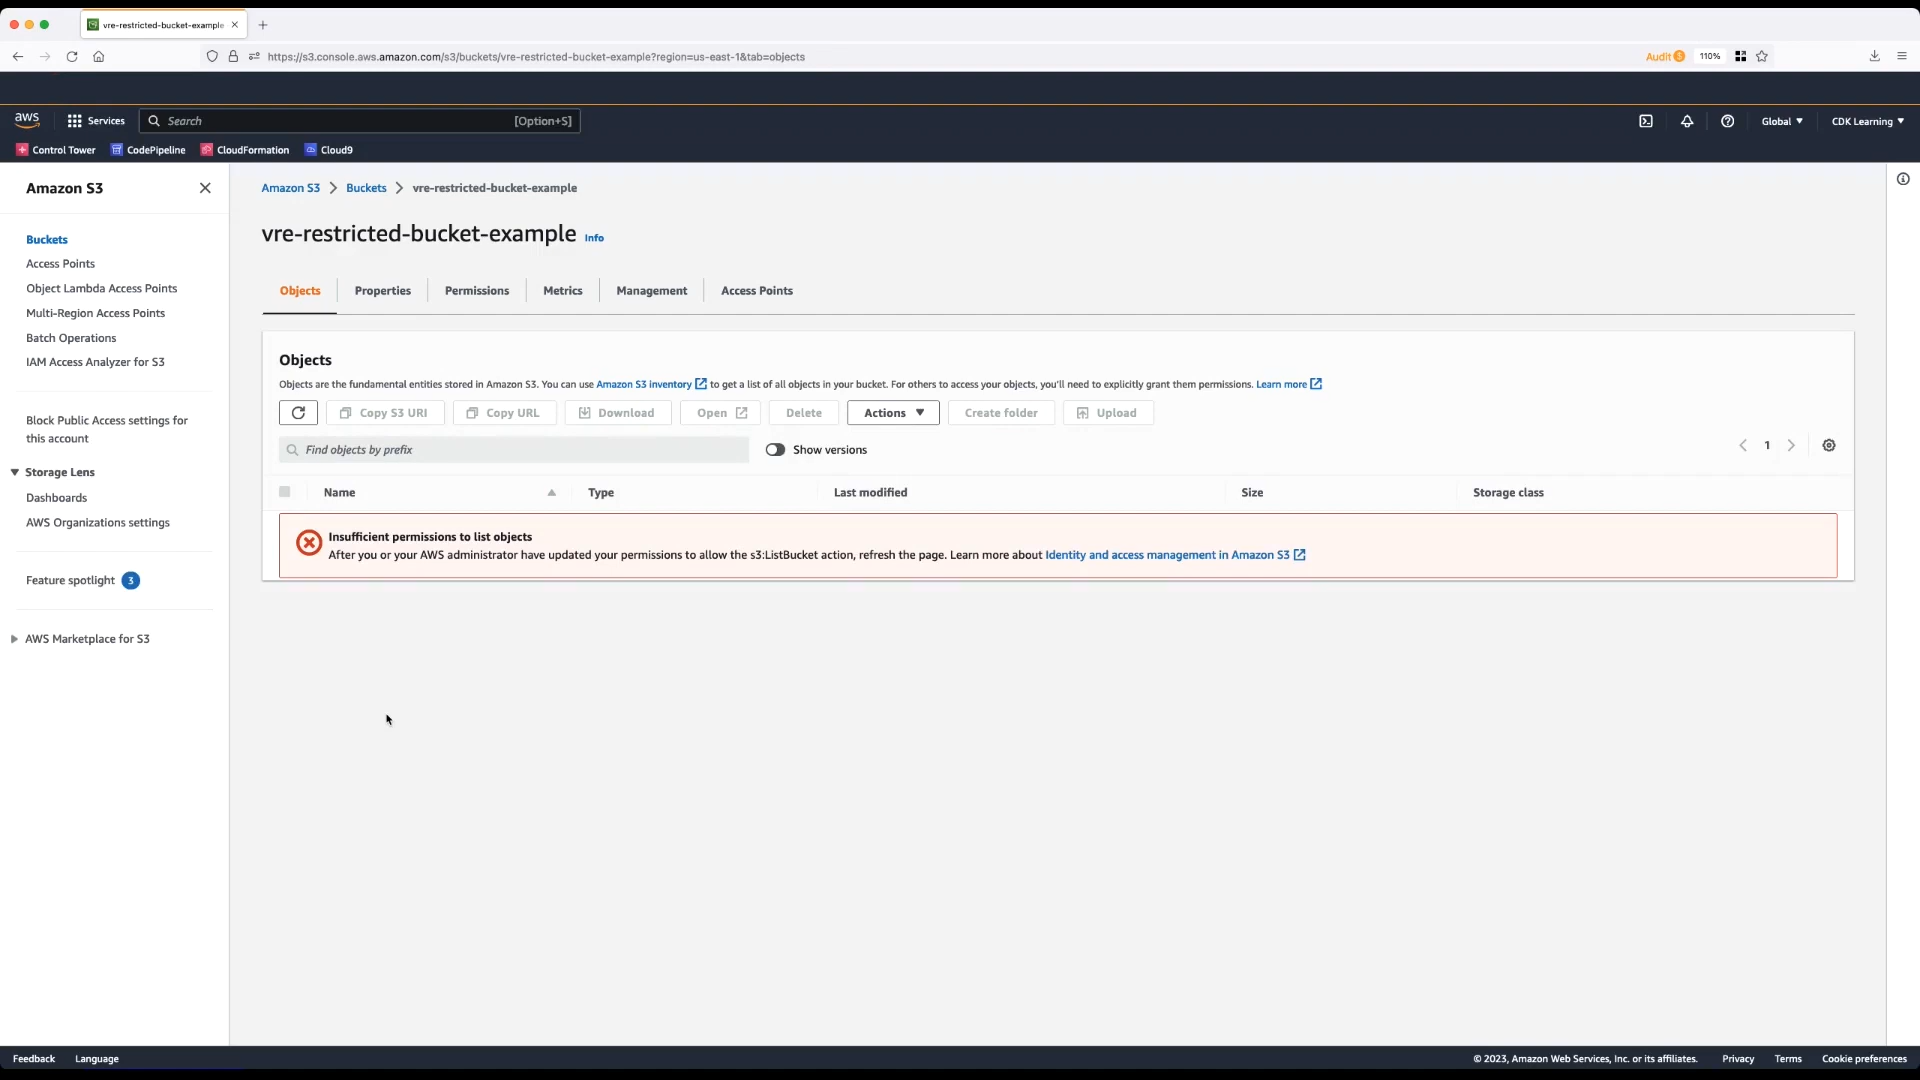 vre-restricted-bucket-example
https://s3.console.aws.amazon.com/s3/buckets/vre-restricted-bucket-example?region=us-east-1&tab=objects
Audit
110%
aws
Services
Search
[Option+S]
Global
CDK Learning
Control Tower
CodePipeline
CloudFormation
Cloud9
Amazon S3
Buckets
Access Points
Object Lambda Access Points
Multi-Region Access Points
Batch Operations
IAM Access Analyzer for S3
Block Public Access settings for
this account
Storage Lens
Dashboards
AWS Organizations settings
Feature spotlight 3
AWS Marketplace for S3
Amazon S3 > Buckets > vre-restricted-bucket-example
vre-restricted-bucket-example Info
Objects
Properties
Permissions
Metrics
Management
Access Points
Objects
Objects are the fundamental entities stored in Amazon S3. You can use Amazon S3 inventory to get a list of all objects in your bucket. For others to access your objects, you'll need to explicitly grant them permissions. Learn more
Copy S3 URI
Copy URL
Download
Open
Delete
Actions
Create folder
Upload
Find objects by prefix
Show versions
1
Name
Type
Last modified
Size
Storage class
Insufficient permissions to list objects
After you or your AWS administrator have updated your permissions to allow the s3:ListBucket action, refresh the page. Learn more about Identity and access management in Amazon S3
Feedback
Language
© 2023, Amazon Web Services, Inc. or its affiliates.
Privacy
Terms
Cookie preferences